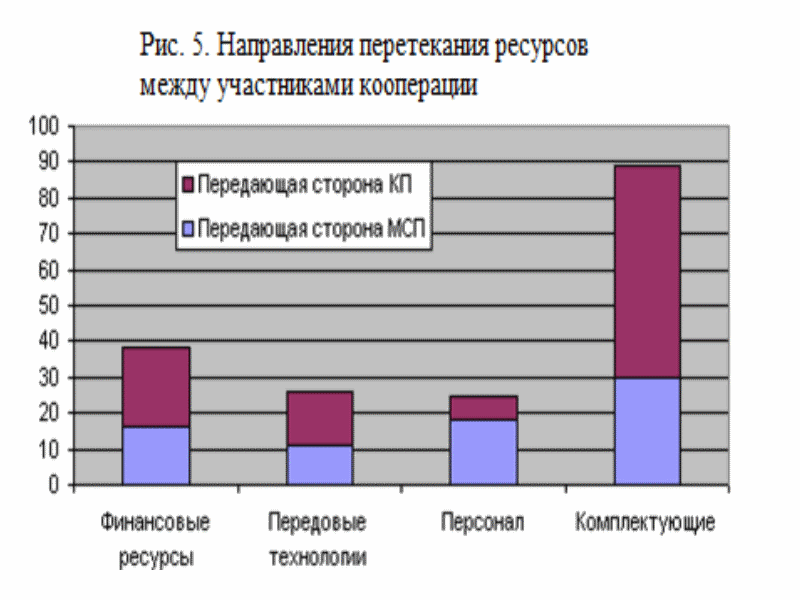 Рис. 5. Направления перетекания ресурсов
между участниками кооперации
100
90
80
70
60
50
40
30
20
10
0
Передающая сторона КП
Передающая сторона МСП
Финансовые
ресурсы
Передовые
технологии
Персонал
Комплектующие